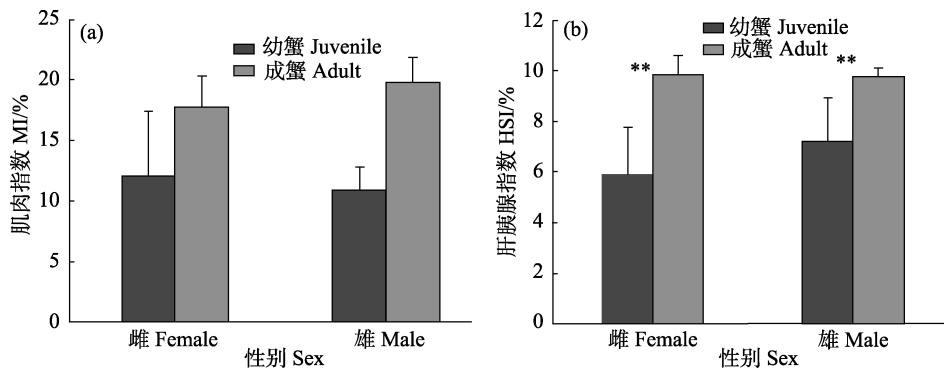 (a)
幼蟹 Juvenile
成蟹 Adult
肌肉指数 MI/%
25
20
15
10
5
0
雌 Female
雄 Male
性别 Sex
(b)
幼蟹 Juvenile
成蟹 Adult
肝胰腺指数 HSI/%
12
10
8
6
4
2
0
**
**
雌 Female
雄 Male
性别 Sex